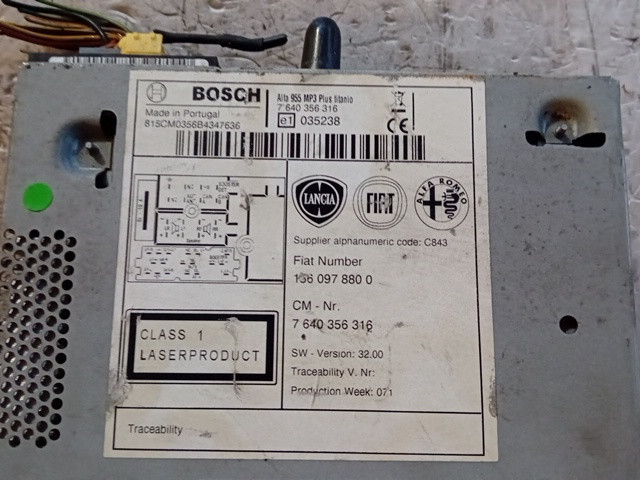 BOSCH
Alfa 955 MP3 Plus titanio
7 640 356 316
e1 035238
CE
Made in Portugal
815CM0356B4347636
LANCIA
FIAT
ALFA ROMEO
Supplier alphanumeric code: C843
Fiat Number
156 097 880 0
CM - Nr.
7 640 356 316
SW - Version: 32.00
Traceability V. Nr:
Production Week: 071
CLASS 1
LASERPRODUCT
Traceability